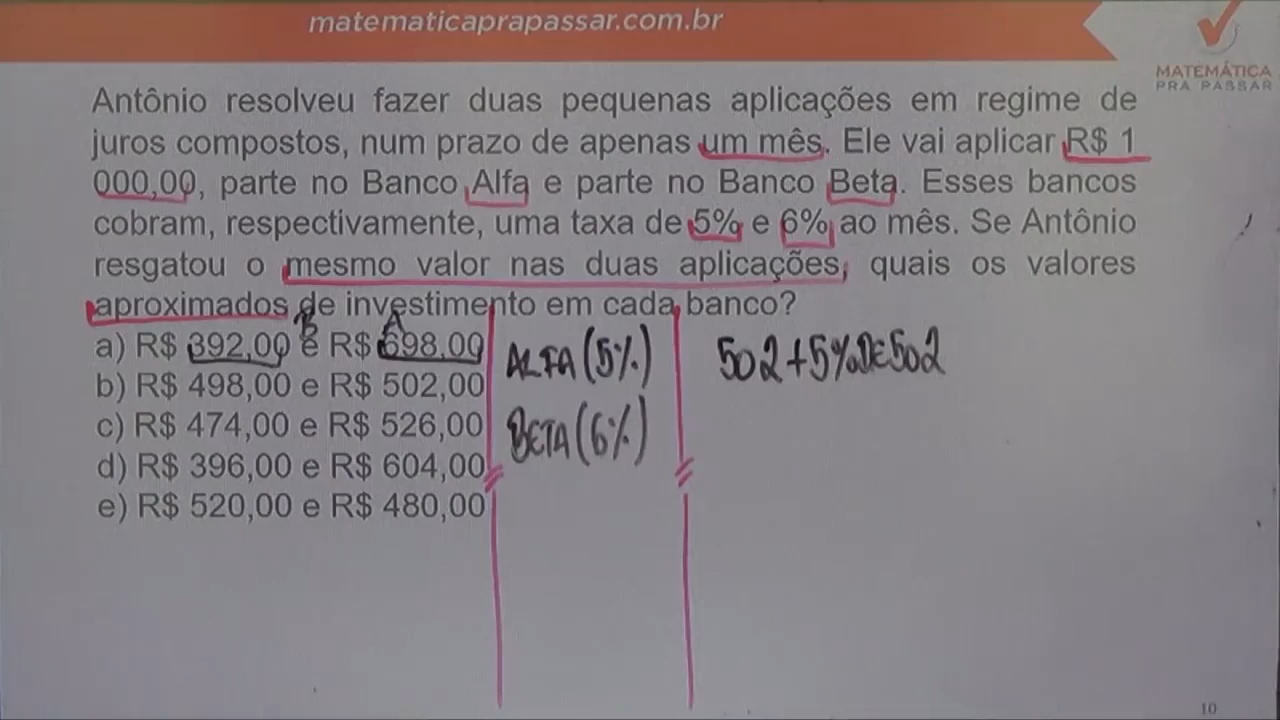 matematicaprapassar.com.br
MATEMÁTICA
PRA PASSAR
Antônio resolveu fazer duas pequenas aplicações em regime de
juros compostos, num prazo de apenas um mês. Ele vai aplicar R$ 1
000,00, parte no Banco Alfa e parte no Banco Beta. Esses bancos
cobram, respectivamente, uma taxa de 5% e 6% ao mês. Se Antônio
resgatou o mesmo valor nas duas aplicações, quais os valores
aproximados de investimento em cada banco?
B A
a) R$ 392,00 e R$ 698,00
b) R$ 498,00 e R$ 502,00
c) R$ 474,00 e R$ 526,00
d) R$ 396,00 e R$ 604,00
e) R$ 520,00 e R$ 480,00
ALFA (5%)
BETA (6%)
502+5%DE502
10